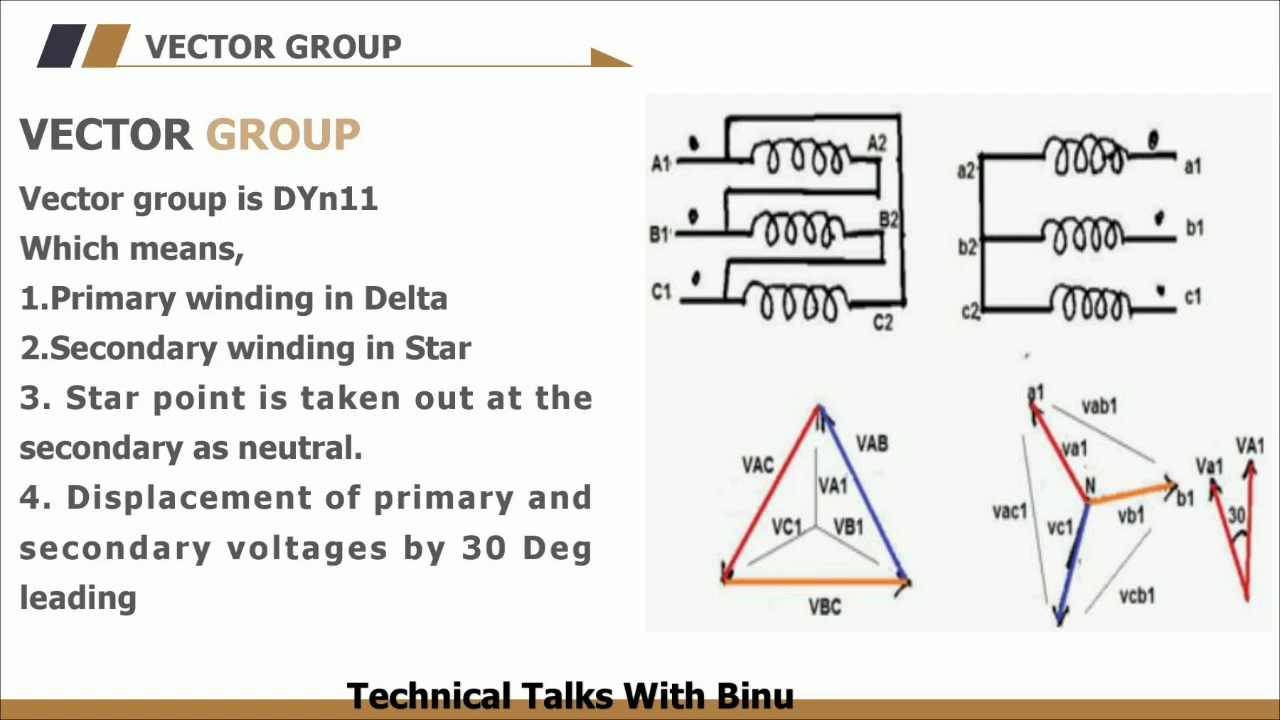 VECTOR GROUP
VECTOR GROUP
Vector group is DYn11
Which means,
1.Primary winding in Delta
2.Secondary winding in Star
3. Star point is taken out at the
secondary as neutral.
4. Displacement of primary and
secondary voltages by 30 Deg
leading
A1
A2
B1
B2
C1
C2
a2
a1
b2
b1
c2
c1
VAC
VAB
VA1
VC1
VB1
VBC
a1
vab1
va1
N
b1
vac1
vc1
vb1
vcb1
Va1
VA1
30
Technical Talks With Binu